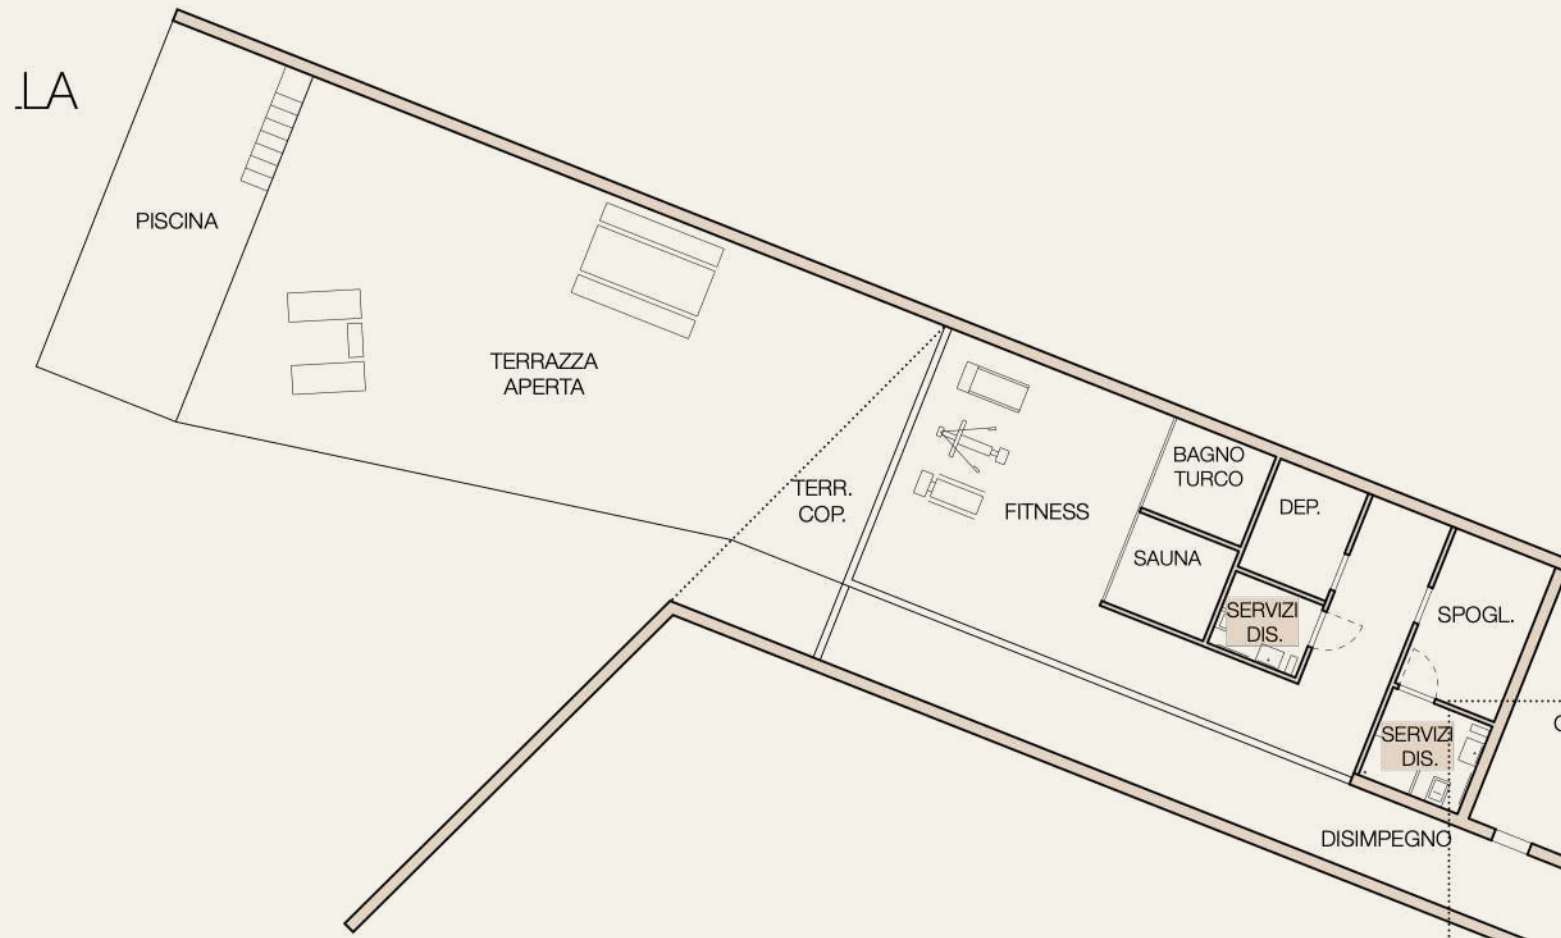 LA
PISCINA
TERRAZZA
APERTA
TERR.
COP.
FITNESS
BAGNO
TURCO
DEP.
SAUNA
SERVIZI
DIS.
SPOGL.
SERVIZI
DIS.
DISIMPEGNO